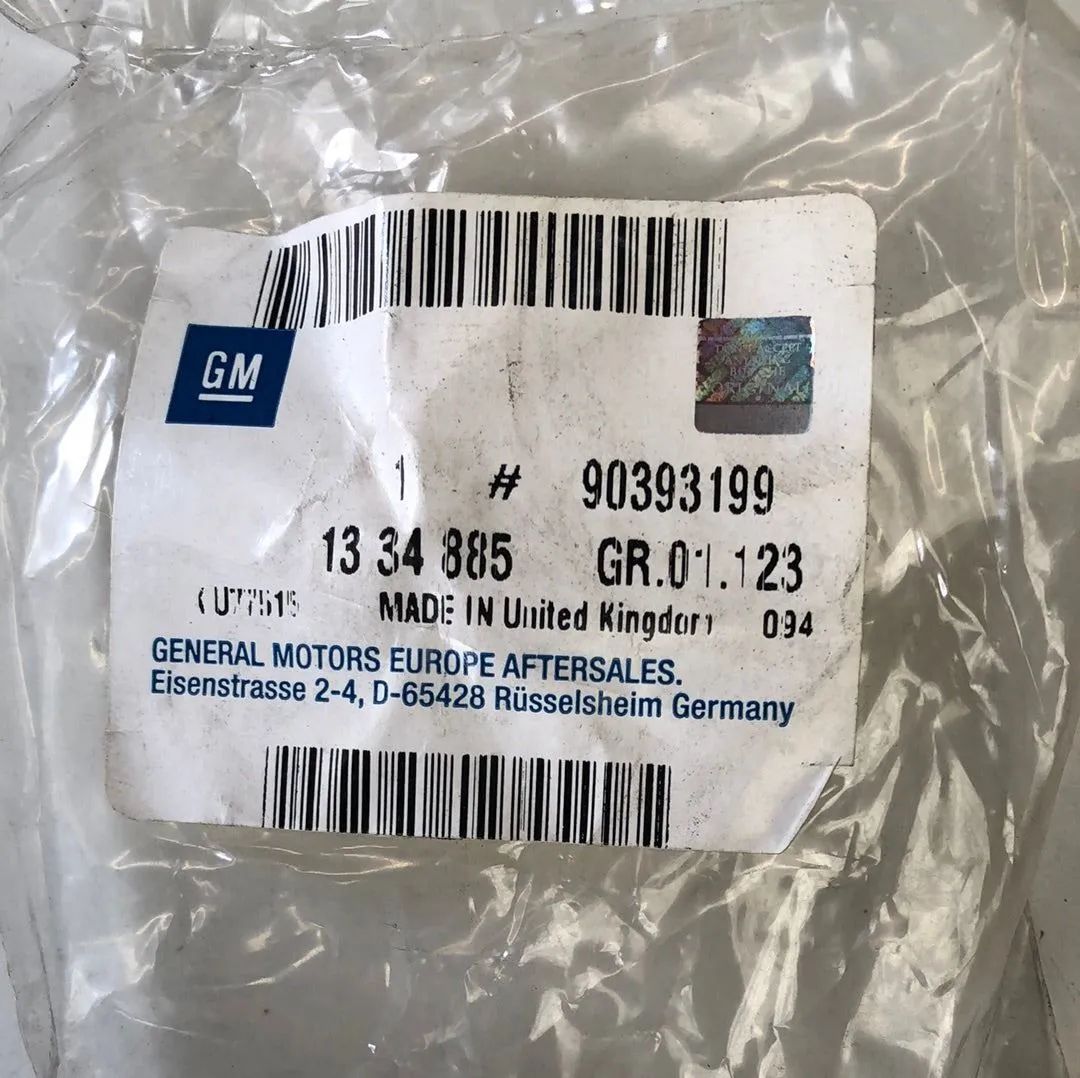 GM
ORIGINAL
1 # 90393199
13 34 885 GR.01.123
MADE IN United Kingdom 094
GENERAL MOTORS EUROPE AFTERSALES.
Eisenstrasse 2-4, D-65428 Rüsselsheim Germany